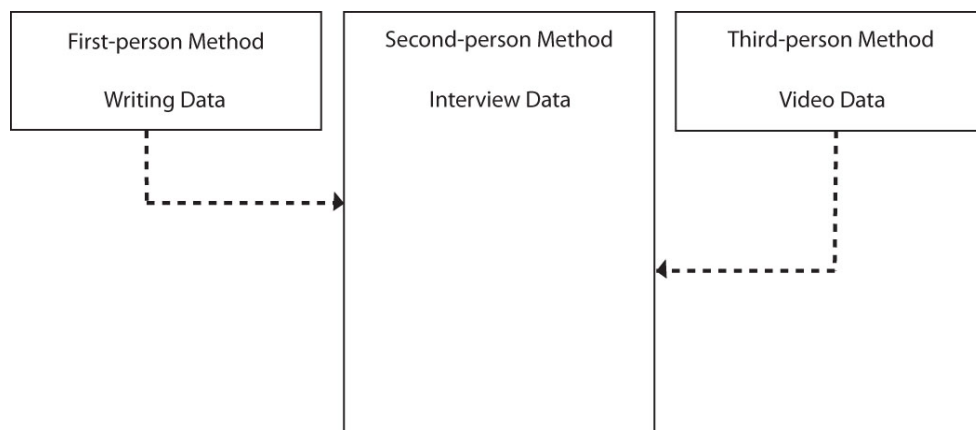 First-person Method
Writing Data
Second-person Method
Interview Data
Third-person Method
Video Data